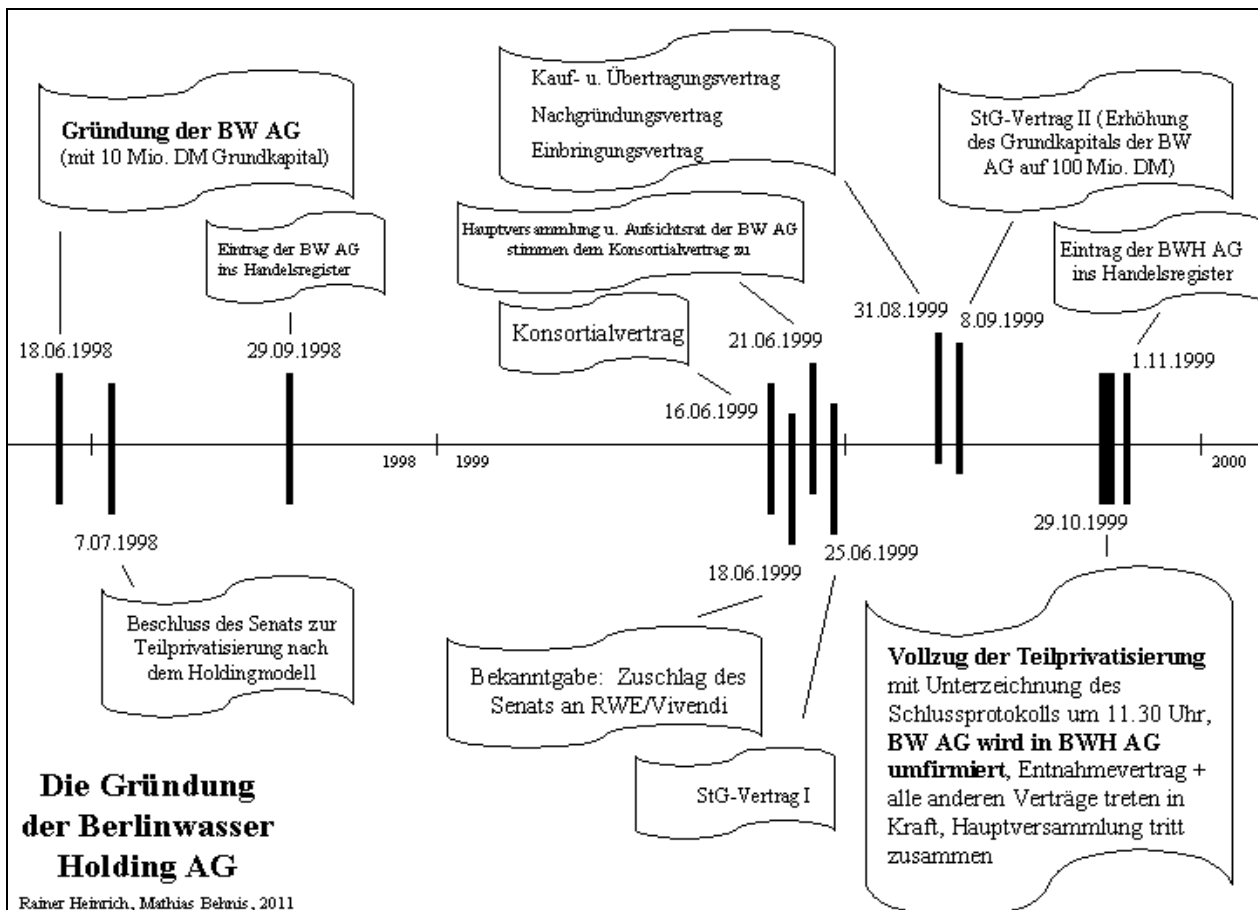 Gründung der BW AG
(mit 10 Mio. DM Grundkapital)
Eintrag der BW AG
ins Handelsregister
Kauf- u. Übertragungsvertrag
Nachgründungsvertrag
Einbringungsvertrag
Hauptversammlung u. Aufsichtsrat der BW AG
stimmen dem Konsortialvertrag zu
Konsortialvertrag
StG-Vertrag II (Erhöhung
des Grundkapitals der BW
AG auf 100 Mio. DM)
Eintrag der BWH AG
ins Handelsregister
18.06.1998
29.09.1998
16.06.1999
21.06.1999
31.08.1999
8.09.1999
1.11.1999
1998
1999
2000
7.07.1998
18.06.1999
25.06.1999
29.10.1999
Beschluss des Senats zur
Teilprivatisierung nach
dem Holdingmodell
Bekanntgabe: Zuschlag des
Senats an RWE/Vivendi
StG-Vertrag I
Vollzug der Teilprivatisierung
mit Unterzeichnung des
Schlussprotokolls um 11.30 Uhr,
BW AG wird in BWH AG
umfirmiert, Entnahmevertrag +
alle anderen Verträge treten in
Kraft, Hauptversammlung tritt
zusammen
Die Gründung
der Berlinwasser
Holding AG
Rainer Heinrich, Mathias Behnis, 2011